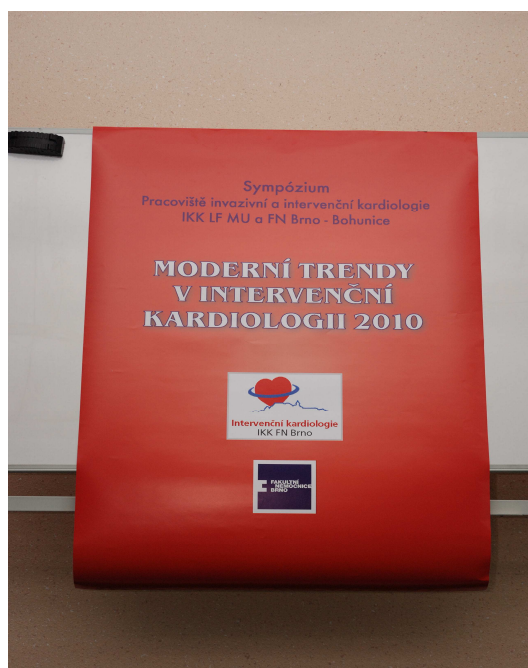 Sympózium
Pracoviště invazivní a intervenční kardiologie
IKK LF MU a FN Brno - Bohunice
MODERNÍ TRENDY
V INTERVENČNÍ
KARDIOLOGII 2010
Intervenční kardiologie
IKK FN Brno
FAKULTNÍ
NEMOCNICE
BRNO